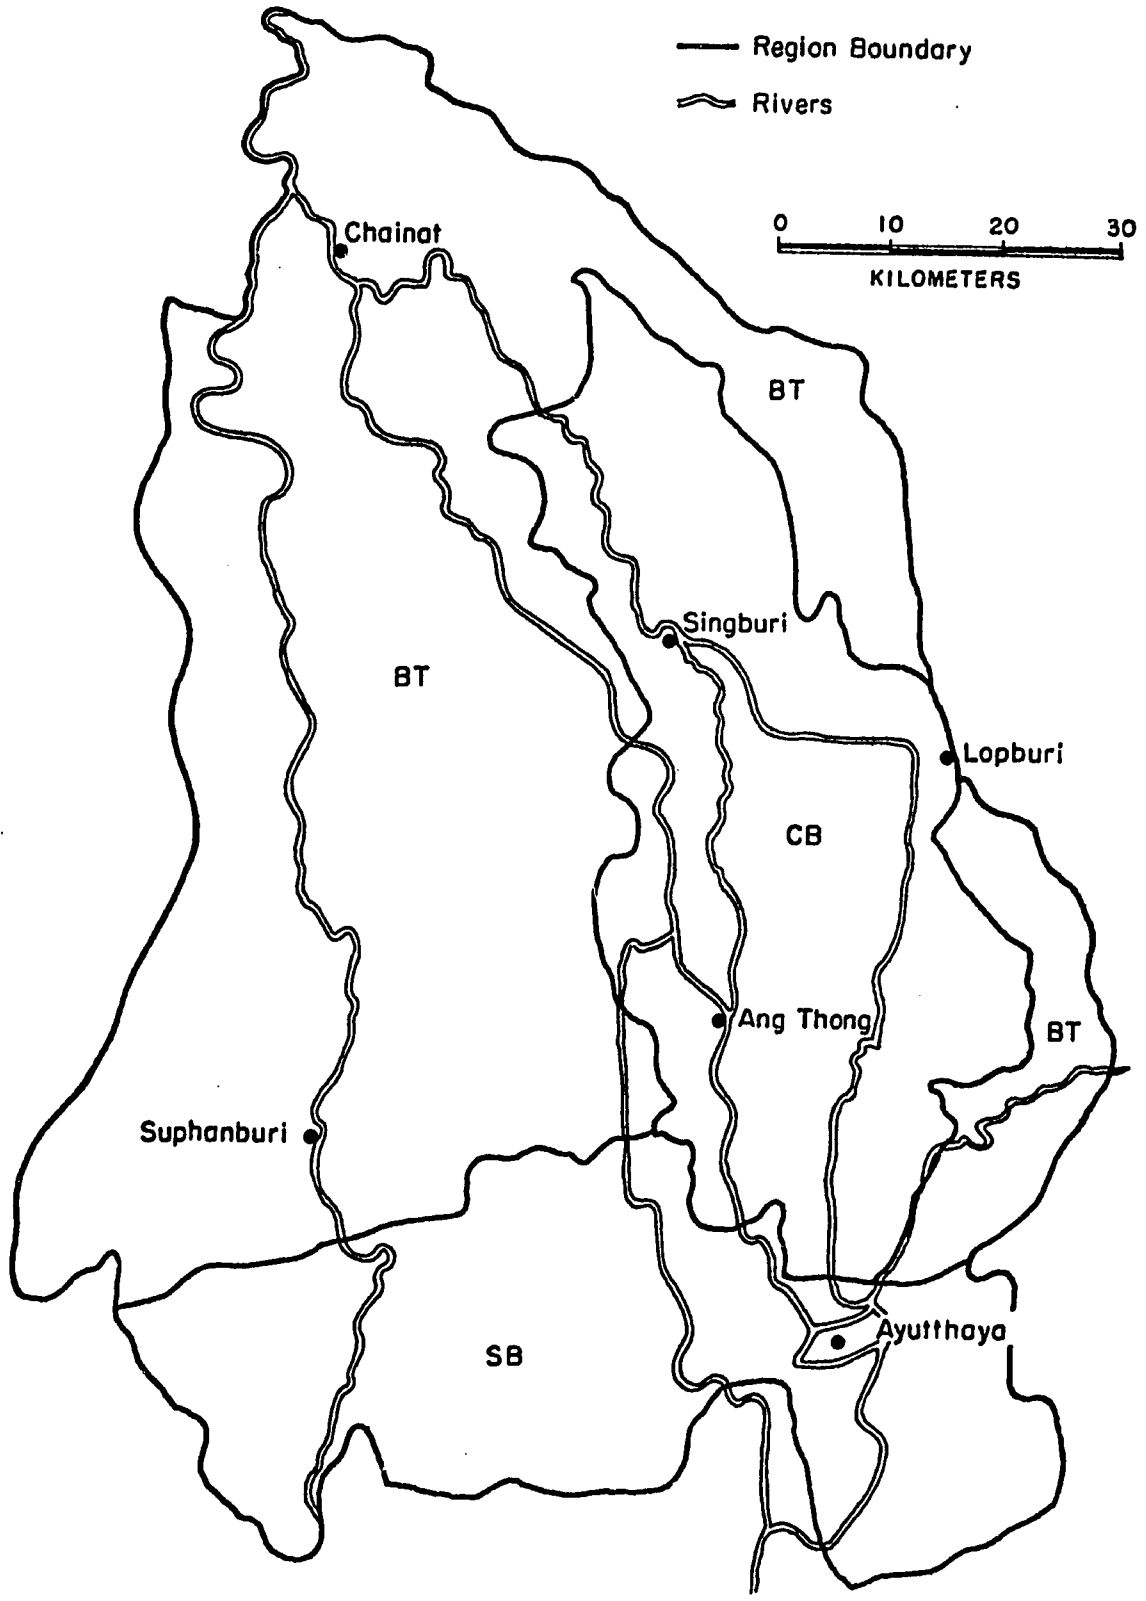 Region Boundary
Rivers
0 10 20 30
KILOMETERS
Chainat
BT
Singburi
BT
Lopburi
CB
Ang Thong
BT
Suphanburi
Ayutthaya
SB